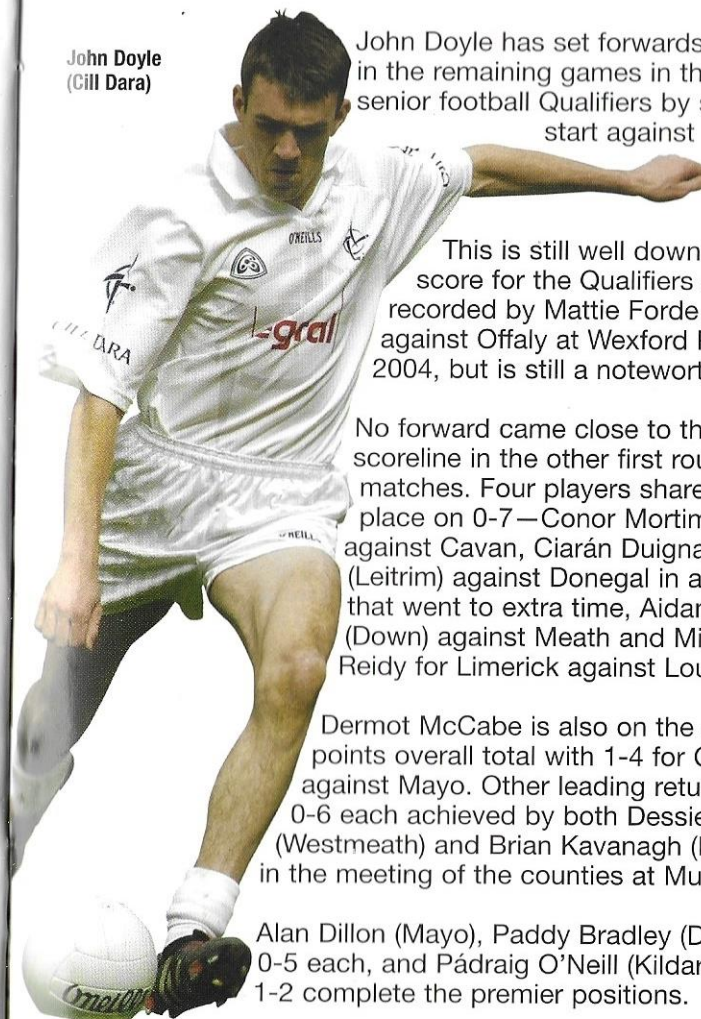 John Doyle
(Cill Dara)
John Doyle has set forwards
in the remaining games in th
senior football Qualifiers by s
start against
This is still well down
score for the Qualifiers
recorded by Mattie Forde
against Offaly at Wexford
2004, but is still a notewort
No forward came close to th
scoreline in the other first rou
matches. Four players share
place on 0-7—Conor Mortim
against Cavan, Ciarán Duigna
(Leitrim) against Donegal in a
that went to extra time, Aidan
(Down) against Meath and Mi
Reidy for Limerick against Lou
Dermot McCabe is also on the
points overall total with 1-4 for
against Mayo. Other leading retu
0-6 each achieved by both Dessie
(Westmeath) and Brian Kavanagh
in the meeting of the counties at Mu
Alan Dillon (Mayo), Paddy Bradley (D
0-5 each, and Pádraig O'Neill (Kildar
1-2 complete the premier positions.
O'NEILLS
gral
DARA
O'NEILL